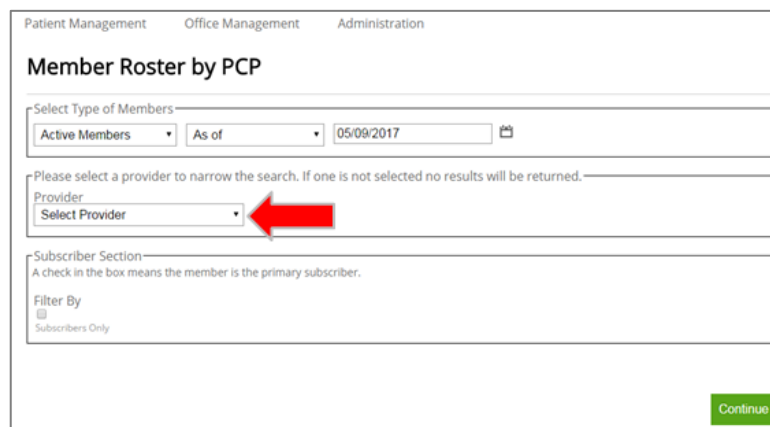 Patient Management Office Management Administration
Member Roster by PCP
Select Type of Members
Active Members As of 05/09/2017
Please select a provider to narrow the search. If one is not selected no results will be returned.
Provider
Select Provider
Subscriber Section
A check in the box means the member is the primary subscriber.
Filter By
Subscribers Only
Continue